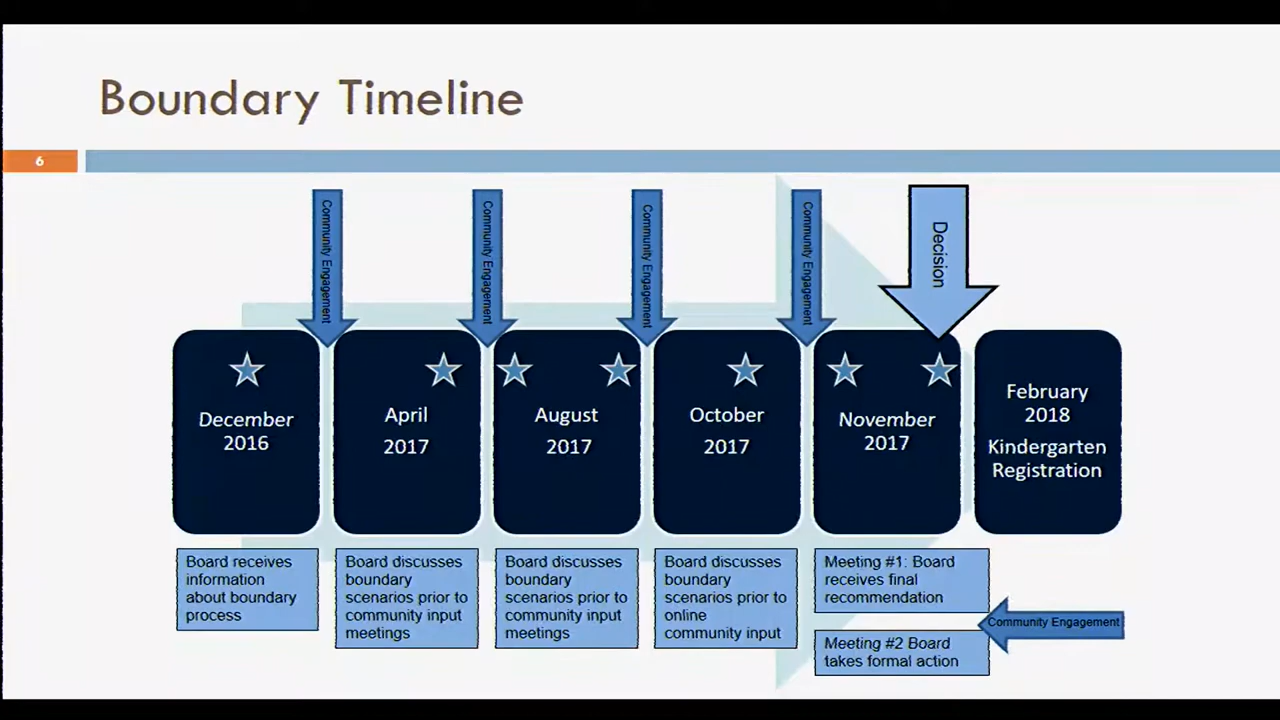 Boundary Timeline
6
Community Engagement
Community Engagement
Community Engagement
Community Engagement
Decision
December
2016
April
2017
August
2017
October
2017
November
2017
February
2018
Kindergarten
Registration
Board receives
information
about boundary
process
Board discusses
boundary
scenarios prior to
community input
meetings
Board discusses
boundary
scenarios prior to
community input
meetings
Board discusses
boundary
scenarios prior to
online
community input
Meeting #1: Board
receives final
recommendation
Meeting #2 Board
takes formal action
Community Engagement